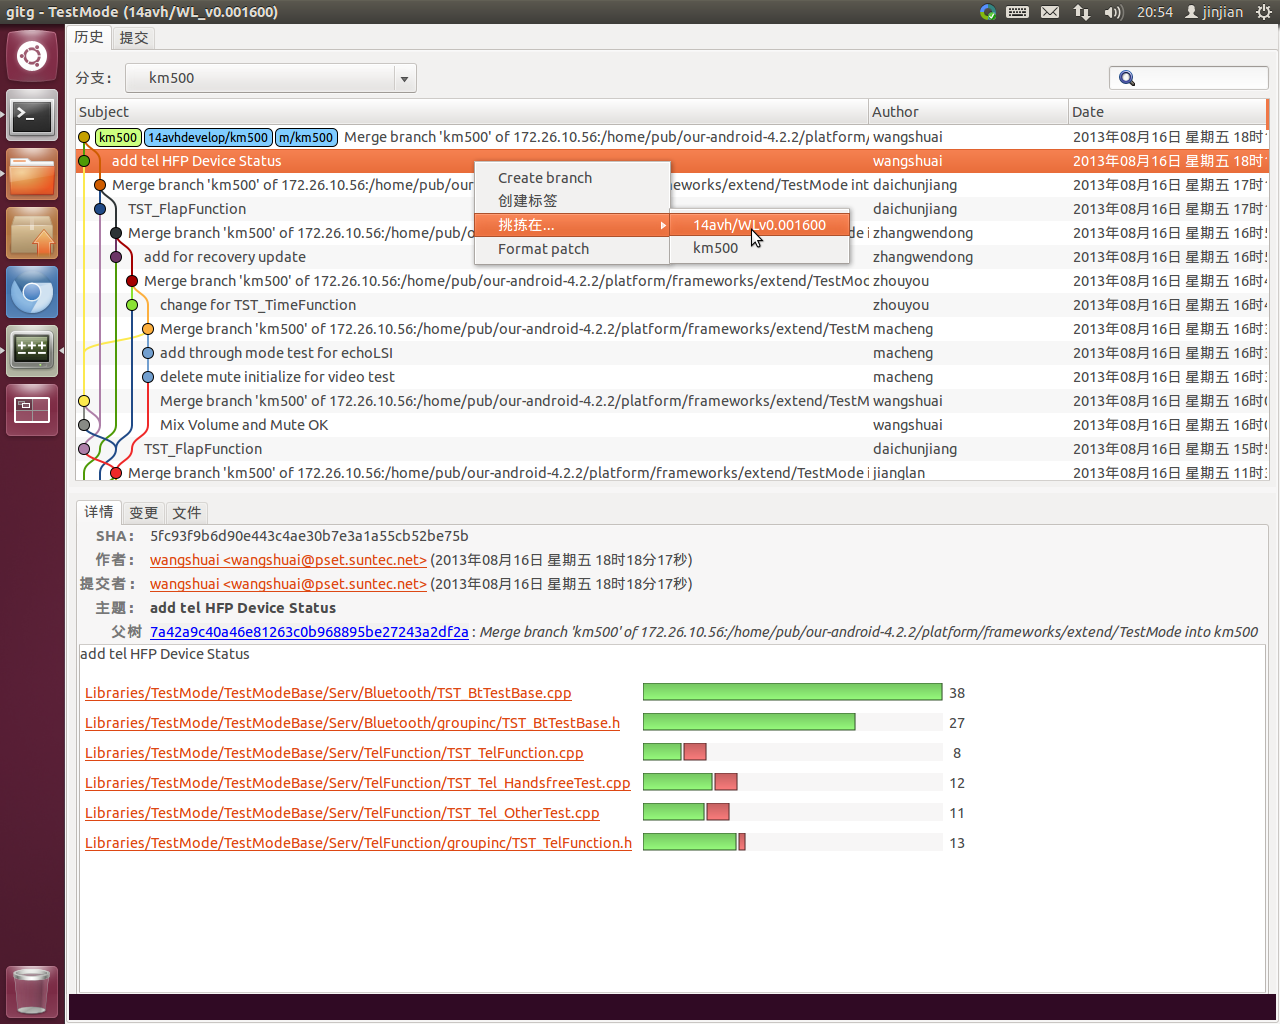 gitg - TestMode (14avh/WL_v0.001600)
20:54
jinjian
历史
提交
分支：
km500
Subject
Author
Date
km500 14avhdevelop/km500 m/km500 Merge branch 'km500' of 172.26.10.56:/home/pub/our-android-4.2.2/platform/ wangshuai 2013年08月16日 星期五 18时
add tel HFP Device Status wangshuai 2013年08月16日 星期五 18时
Merge branch 'km500' of 172.26.10.56:/home/pub/our meworks/extend/TestMode int daichunjiang 2013年08月16日 星期五 17时
TST_FlapFunction daichunjiang 2013年08月16日 星期五
Merge branch 'km500' of 172.26.10.56:/home/pub/ou zhangwendong 2013年08月16日 星期五 16时
add for recovery update zhangwendong 2013年08月16日 星期五 16时
Merge branch 'km500' of 172.26.10.56:/home/pub/our-android-4.2.2/platform/frameworks/extend/TestMod zhouyou 2013年08月16日 星期五 16时
change for TST_TimeFunction zhouyou 2013年08月16日 星期五 16时
Merge branch 'km500' of 172.26.10.56:/home/pub/our-android-4.2.2/platform/frameworks/extend/TestM macheng 2013年08月16日 星期五 16时
add through mode test for echoLSI macheng 2013年08月16日 星期五 16时
delete mute initialize for video test macheng 2013年08月16日 星期五 16时
Merge branch 'km500' of 172.26.10.56:/home/pub/our-android-4.2.2/platform/frameworks/extend/TestM wangshuai 2013年08月16日 星期五 16时
Mix Volume and Mute OK wangshuai 2013年08月16日 星期五 16时
TST_FlapFunction daichunjiang 2013年08月16日 星期五 15时
Merge branch 'km500' of 172.26.10.56:/home/pub/our-android-4.2.2/platform/frameworks/extend/TestMode jianglan 2013年08月16日 星期五 11时
Create branch
创建标签
挑拣在...
Format patch
14avh/WLv0.001600
km500
详情
变更
文件
SHA： 5fc93f9b6d90e443c4ae30b7e3a1a55cb52be75b
作者： wangshuai <wangshuai@pset.suntec.net> (2013年08月16日 星期五 18时18分17秒)
提交者： wangshuai <wangshuai@pset.suntec.net> (2013年08月16日 星期五 18时18分17秒)
主题： add tel HFP Device Status
父树 7a42a9c40a46e81263c0b968895be27243a2df2a : Merge branch 'km500' of 172.26.10.56:/home/pub/our-android-4.2.2/platform/frameworks/extend/TestMode into km500
add tel HFP Device Status
Libraries/TestMode/TestModeBase/Serv/Bluetooth/TST_BtTestBase.cpp 38
Libraries/TestMode/TestModeBase/Serv/Bluetooth/groupinc/TST_BtTestBase.h 27
Libraries/TestMode/TestModeBase/Serv/TelFunction/TST_TelFunction.cpp 8
Libraries/TestMode/TestModeBase/Serv/TelFunction/TST_Tel_HandsfreeTest.cpp 12
Libraries/TestMode/TestModeBase/Serv/TelFunction/TST_Tel_OtherTest.cpp 11
Libraries/TestMode/TestModeBase/Serv/TelFunction/groupinc/TST_TelFunction.h 13